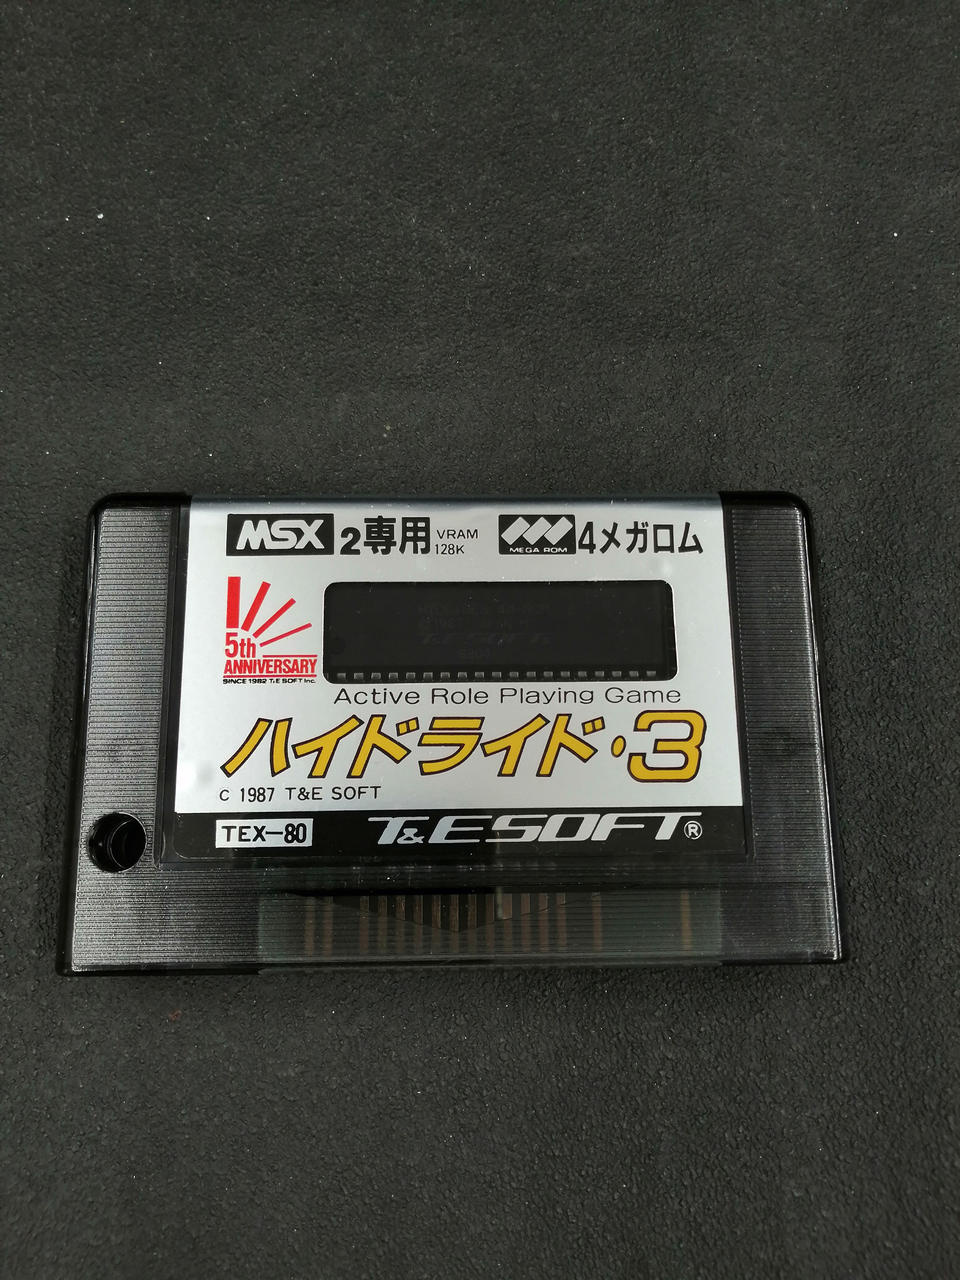 MSX 2専用 VRAM 128K MEGA ROM 4メガロム
5th
ANNIVERSARY
SINCE 1982 T&E SOFT Inc.
T&E SOFT
Active Role Playing Game
ハイドライド・3
C 1987 T&E SOFT
TEX-80 T&E SOFT®